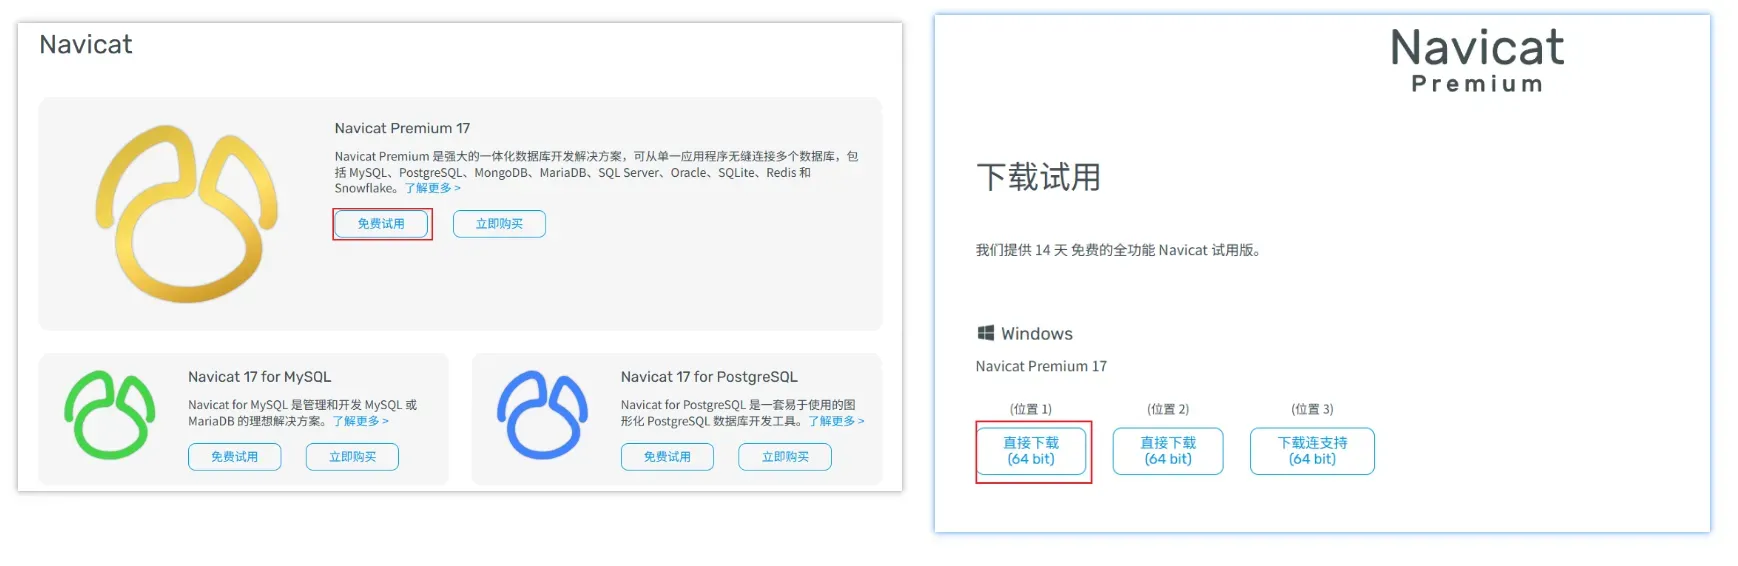 Navicat
Navicat Premium 17
Navicat Premium 是强大的一体化数据库开发解决方案，可从单一应用程序无缝连接多个数据库，包
括 MySQL、PostgreSQL、MongoDB、MariaDB、SQL Server、Oracle、SQLite、Redis 和
Snowflake。了解更多 >
免费试用
立即购买
Navicat 17 for MySQL
Navicat for MySQL 是管理和开发 MySQL 或
MariaDB 的理想解决方案。了解更多 >
免费试用
立即购买
Navicat 17 for PostgreSQL
Navicat for PostgreSQL 是一套易于使用的图
形化 PostgreSQL 数据库开发工具。了解更多 >
免费试用
立即购买
Navicat
Premium
下载试用
我们提供 14 天 免费的全功能 Navicat 试用版。
Windows
Navicat Premium 17
(位置 1)
直接下载
(64 bit)
(位置 2)
直接下载
(64 bit)
(位置 3)
下载连支持
(64 bit)